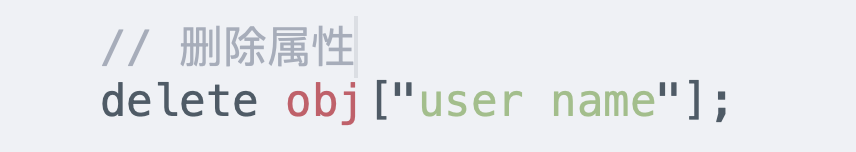 // 删除属性
delete obj["user name"];